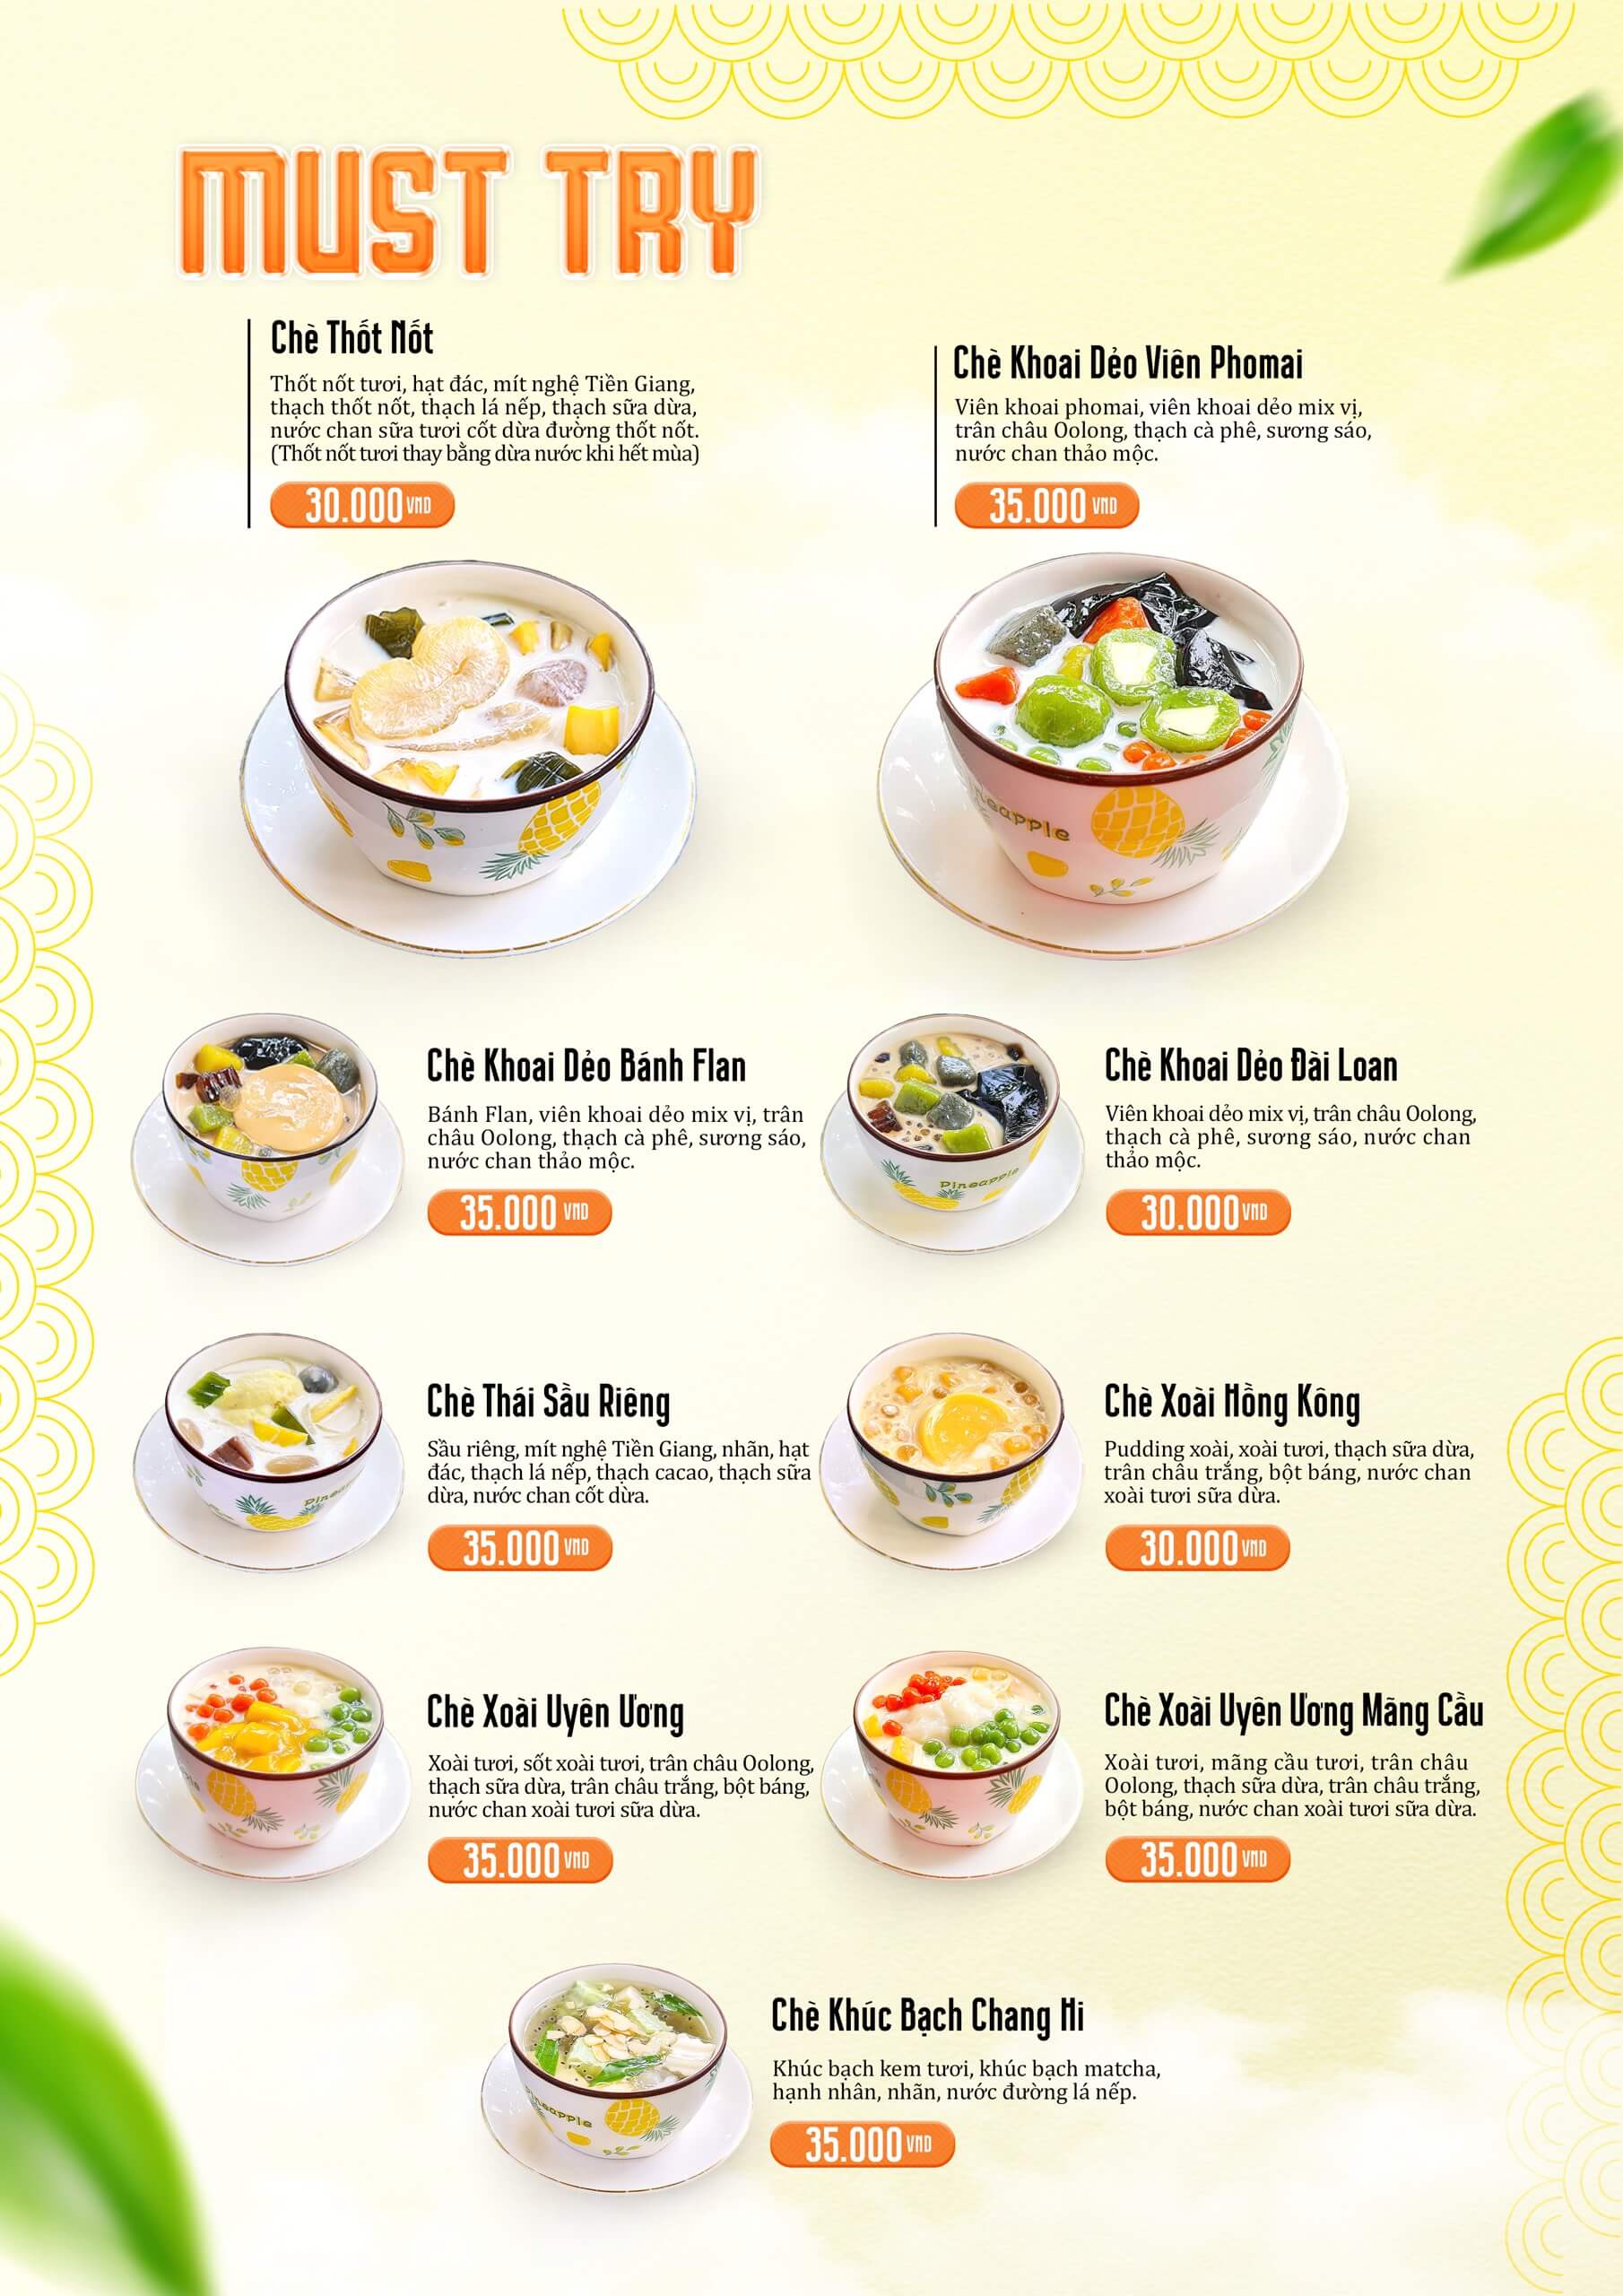 MUST TRY
Chè Thốt Nốt
Thốt nốt tươi, hạt đác, mít nghệ Tiền Giang,
thạch thốt nốt, thạch lá nếp, thạch sữa dừa,
nước chan sữa tươi cốt dừa đường thốt nốt.
(Thốt nốt tươi thay bằng dừa nước khi hết mùa)
30.000 VND
Chè Khoai Dẻo Viên Phomai
Viên khoai phomai, viên khoai dẻo mix vị,
trân châu Oolong, thạch cà phê, sương sáo,
nước chan thảo mộc.
35.000 VND
Pineapple
Chè Khoai Dẻo Bánh Flan
Bánh Flan, viên khoai dẻo mix vị, trân
châu Oolong, thạch cà phê, sương sáo,
nước chan thảo mộc.
35.000 VND
Pineapple
Chè Khoai Dẻo Đài Loan
Viên khoai dẻo mix vị, trân châu Oolong,
thạch cà phê, sương sáo, nước chan
thảo mộc.
30.000 VND
Chè Thái Sầu Riêng
Sầu riêng, mít nghệ Tiền Giang, nhãn, hạt
đác, thạch lá nếp, thạch cacao, thạch sữa
dừa, nước chan cốt dừa.
35.000 VND
Chè Xoài Hồng Kông
Pudding xoài, xoài tươi, thạch sữa dừa,
trân châu trắng, bột báng, nước chan
xoài tươi sữa dừa.
30.000 VND
Chè Xoài Uyên Ương
Xoài tươi, sốt xoài tươi, trân châu Oolong,
thạch sữa dừa, trân châu trắng, bột báng,
nước chan xoài tươi sữa dừa.
35.000 VND
Chè Xoài Uyên Ương Mãng Cầu
Xoài tươi, mãng cầu tươi, trân châu
Oolong, thạch sữa dừa, trân châu trắng,
bột báng, nước chan xoài tươi sữa dừa.
35.000 VND
Chè Khúc Bạch Chang Hi
Khúc bạch kem tươi, khúc bạch matcha,
hạnh nhân, nhãn, nước đường lá nếp.
35.000 VND